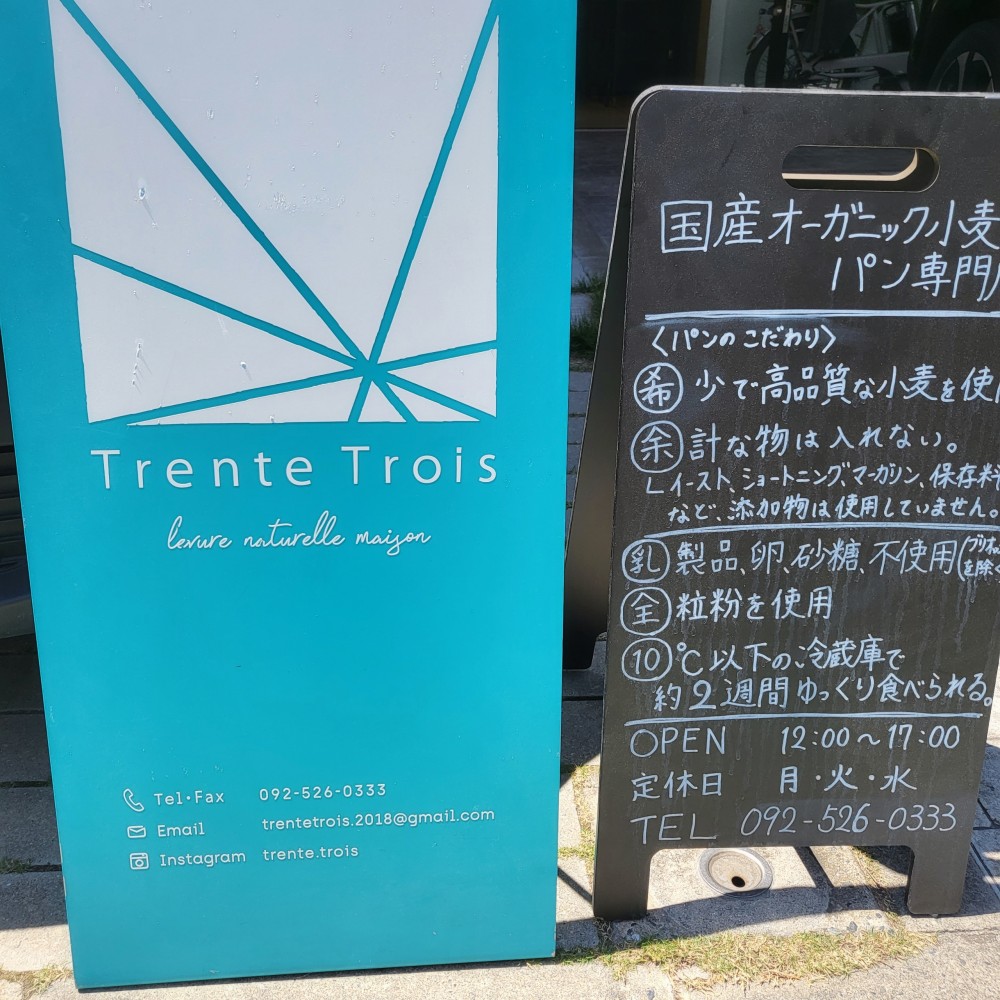 Trente Trois
levure naturelle maison
Tel・Fax 092-526-0333
Email trentetrois.2018@gmail.com
Instagram trente.trois
国産オーガニック小麦
パン専門
〈パンのこだわり〉
希少で高品質な小麦を使
余計な物は入れない。
イースト、ショートニング、マーガリン、保存料
など、添加物は使用していません。
乳製品、卵、砂糖、不使用(ブリオ
を除く
全粒粉を使用
10℃以下の冷蔵庫で
約2週間ゆっくり食べられる。
OPEN 12:00~17:00
定休日 月・火・水
TEL 092-526-0333